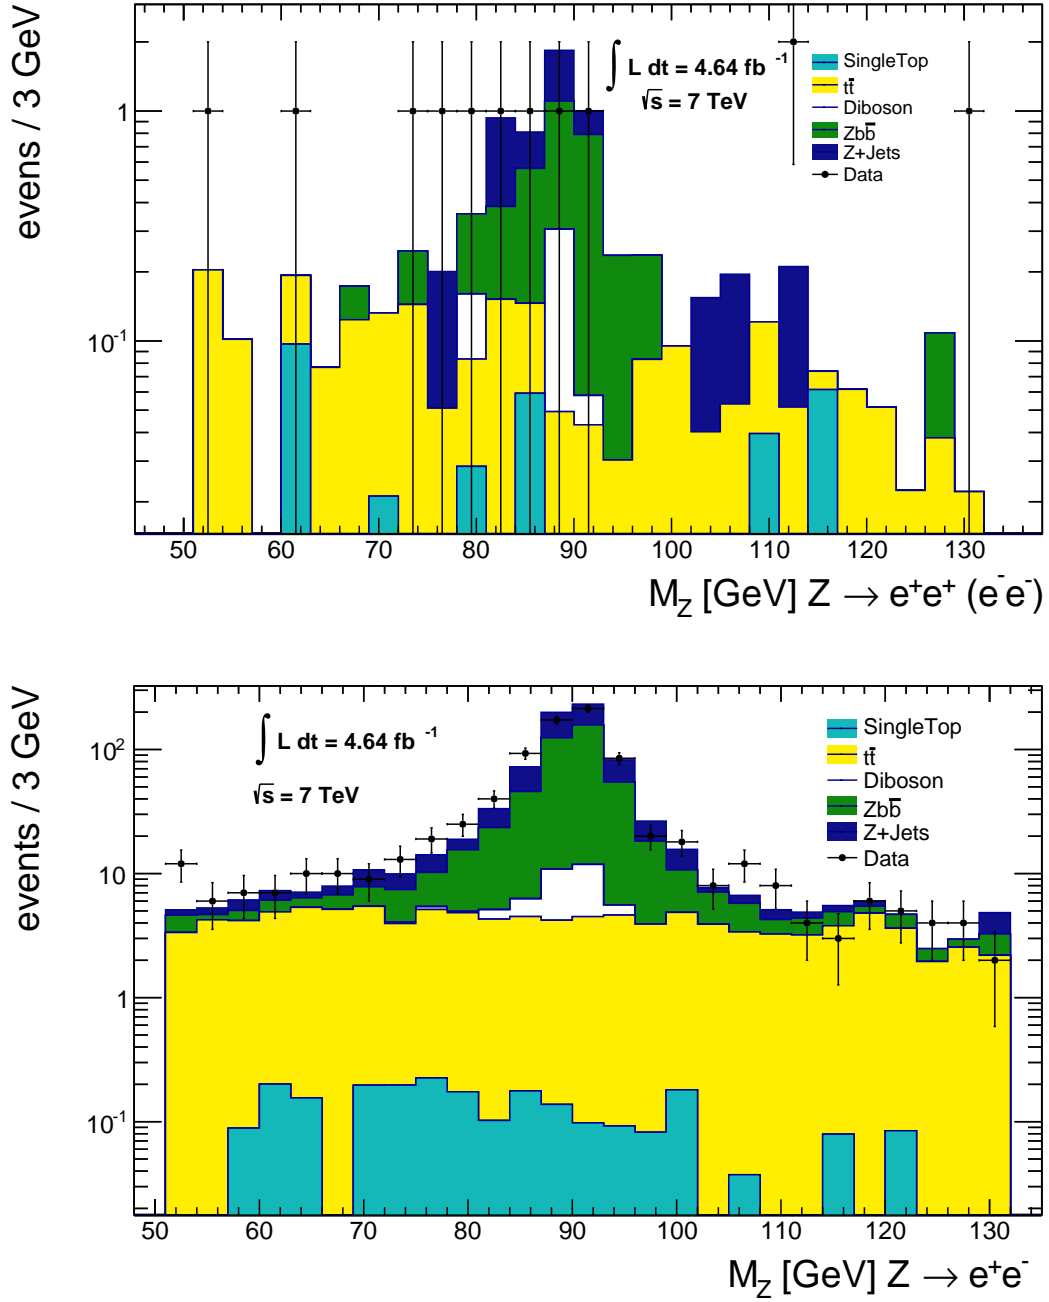 evens / 3 GeV
∫ L dt = 4.64 fb⁻¹
√s = 7 TeV
SingleTop
tt̄
Diboson
Zbb̄
Z+Jets
Data
1
10⁻¹
50 60 70 80 90 100 110 120 130
M_Z [GeV] Z → e⁺e⁺ (e⁻e⁻)
events / 3 GeV
∫ L dt = 4.64 fb⁻¹
√s = 7 TeV
SingleTop
tt̄
Diboson
Zbb̄
Z+Jets
Data
10²
10
1
10⁻¹
50 60 70 80 90 100 110 120 130
M_Z [GeV] Z → e⁺e⁻